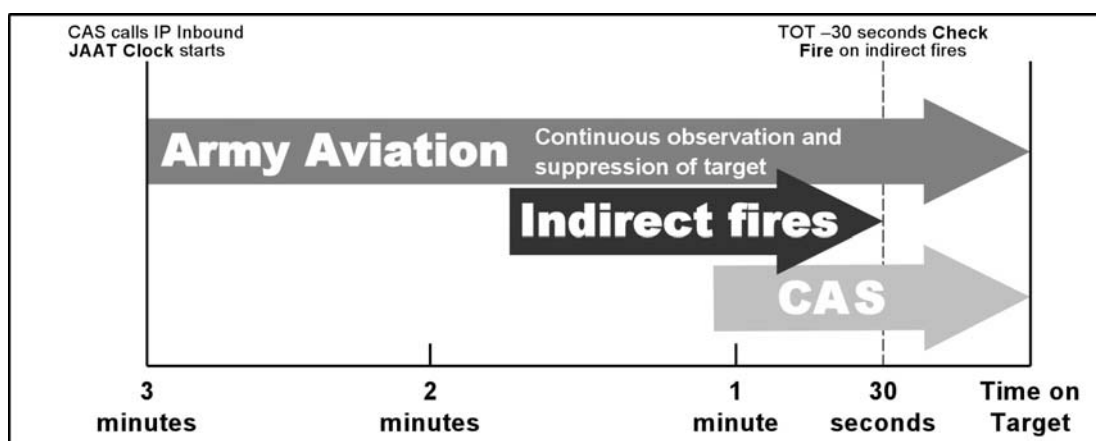 CAS calls IP Inbound
JAAT Clock starts
TOT –30 seconds Check
Fire on indirect fires
Army Aviation
Continuous observation and
suppression of target
Indirect fires
CAS
3
minutes
2
minutes
1
minute
30
seconds
Time on
Target